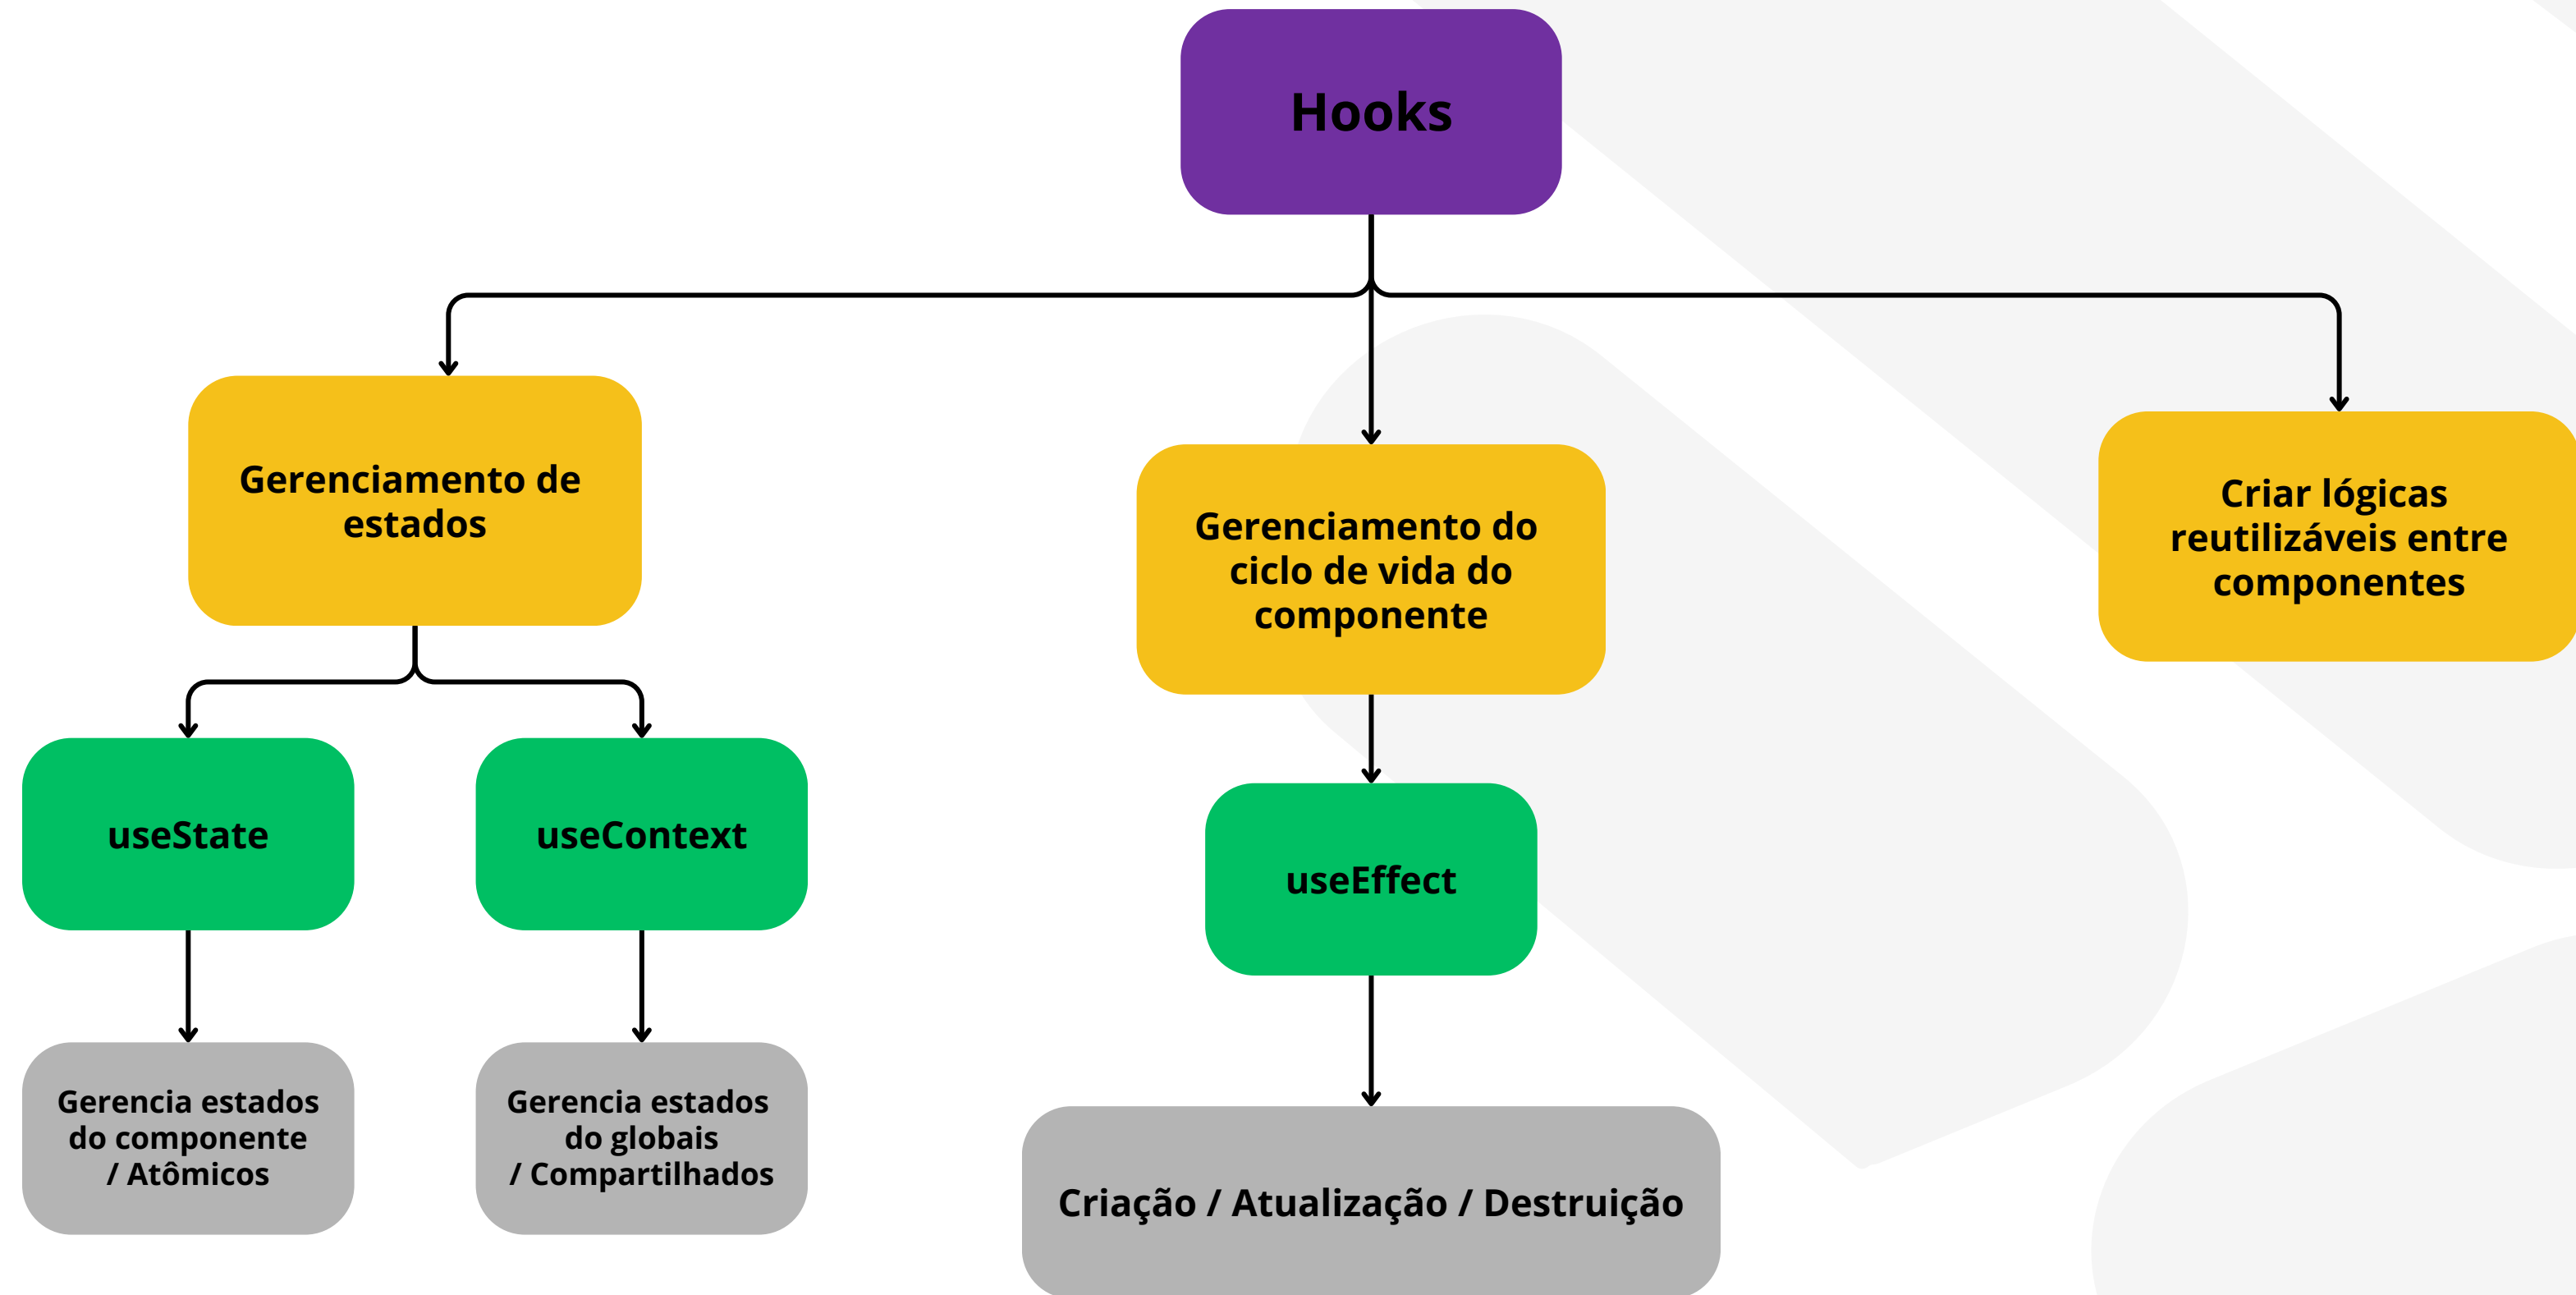 Hooks
Gerenciamento de
estados
Gerenciamento do
ciclo de vida do
componente
Criar lógicas
reutilizáveis entre
componentes
useState
useContext
useEffect
Gerencia estados
do componente
/ Atômicos
Gerencia estados
do globais
/ Compartilhados
Criação / Atualização / Destruição